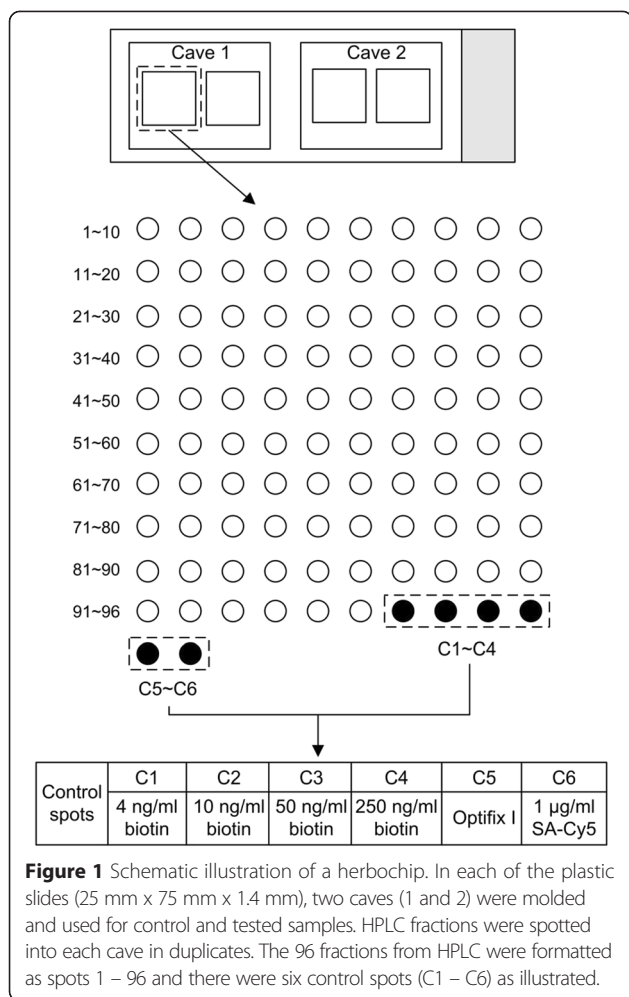 Cave 1
Cave 2
1~10
11~20
21~30
31~40
41~50
51~60
61~70
71~80
81~90
91~96
C1~C4
C5~C6
Control spots
C1
C2
C3
C4
C5
C6
4 ng/ml biotin
10 ng/ml biotin
50 ng/ml biotin
250 ng/ml biotin
Optifix I
1 µg/ml SA-Cy5
Figure 1 Schematic illustration of a herbochip. In each of the plastic
slides (25 mm x 75 mm x 1.4 mm), two caves (1 and 2) were molded
and used for control and tested samples. HPLC fractions were spotted
into each cave in duplicates. The 96 fractions from HPLC were formatted
as spots 1 – 96 and there were six control spots (C1 – C6) as illustrated.